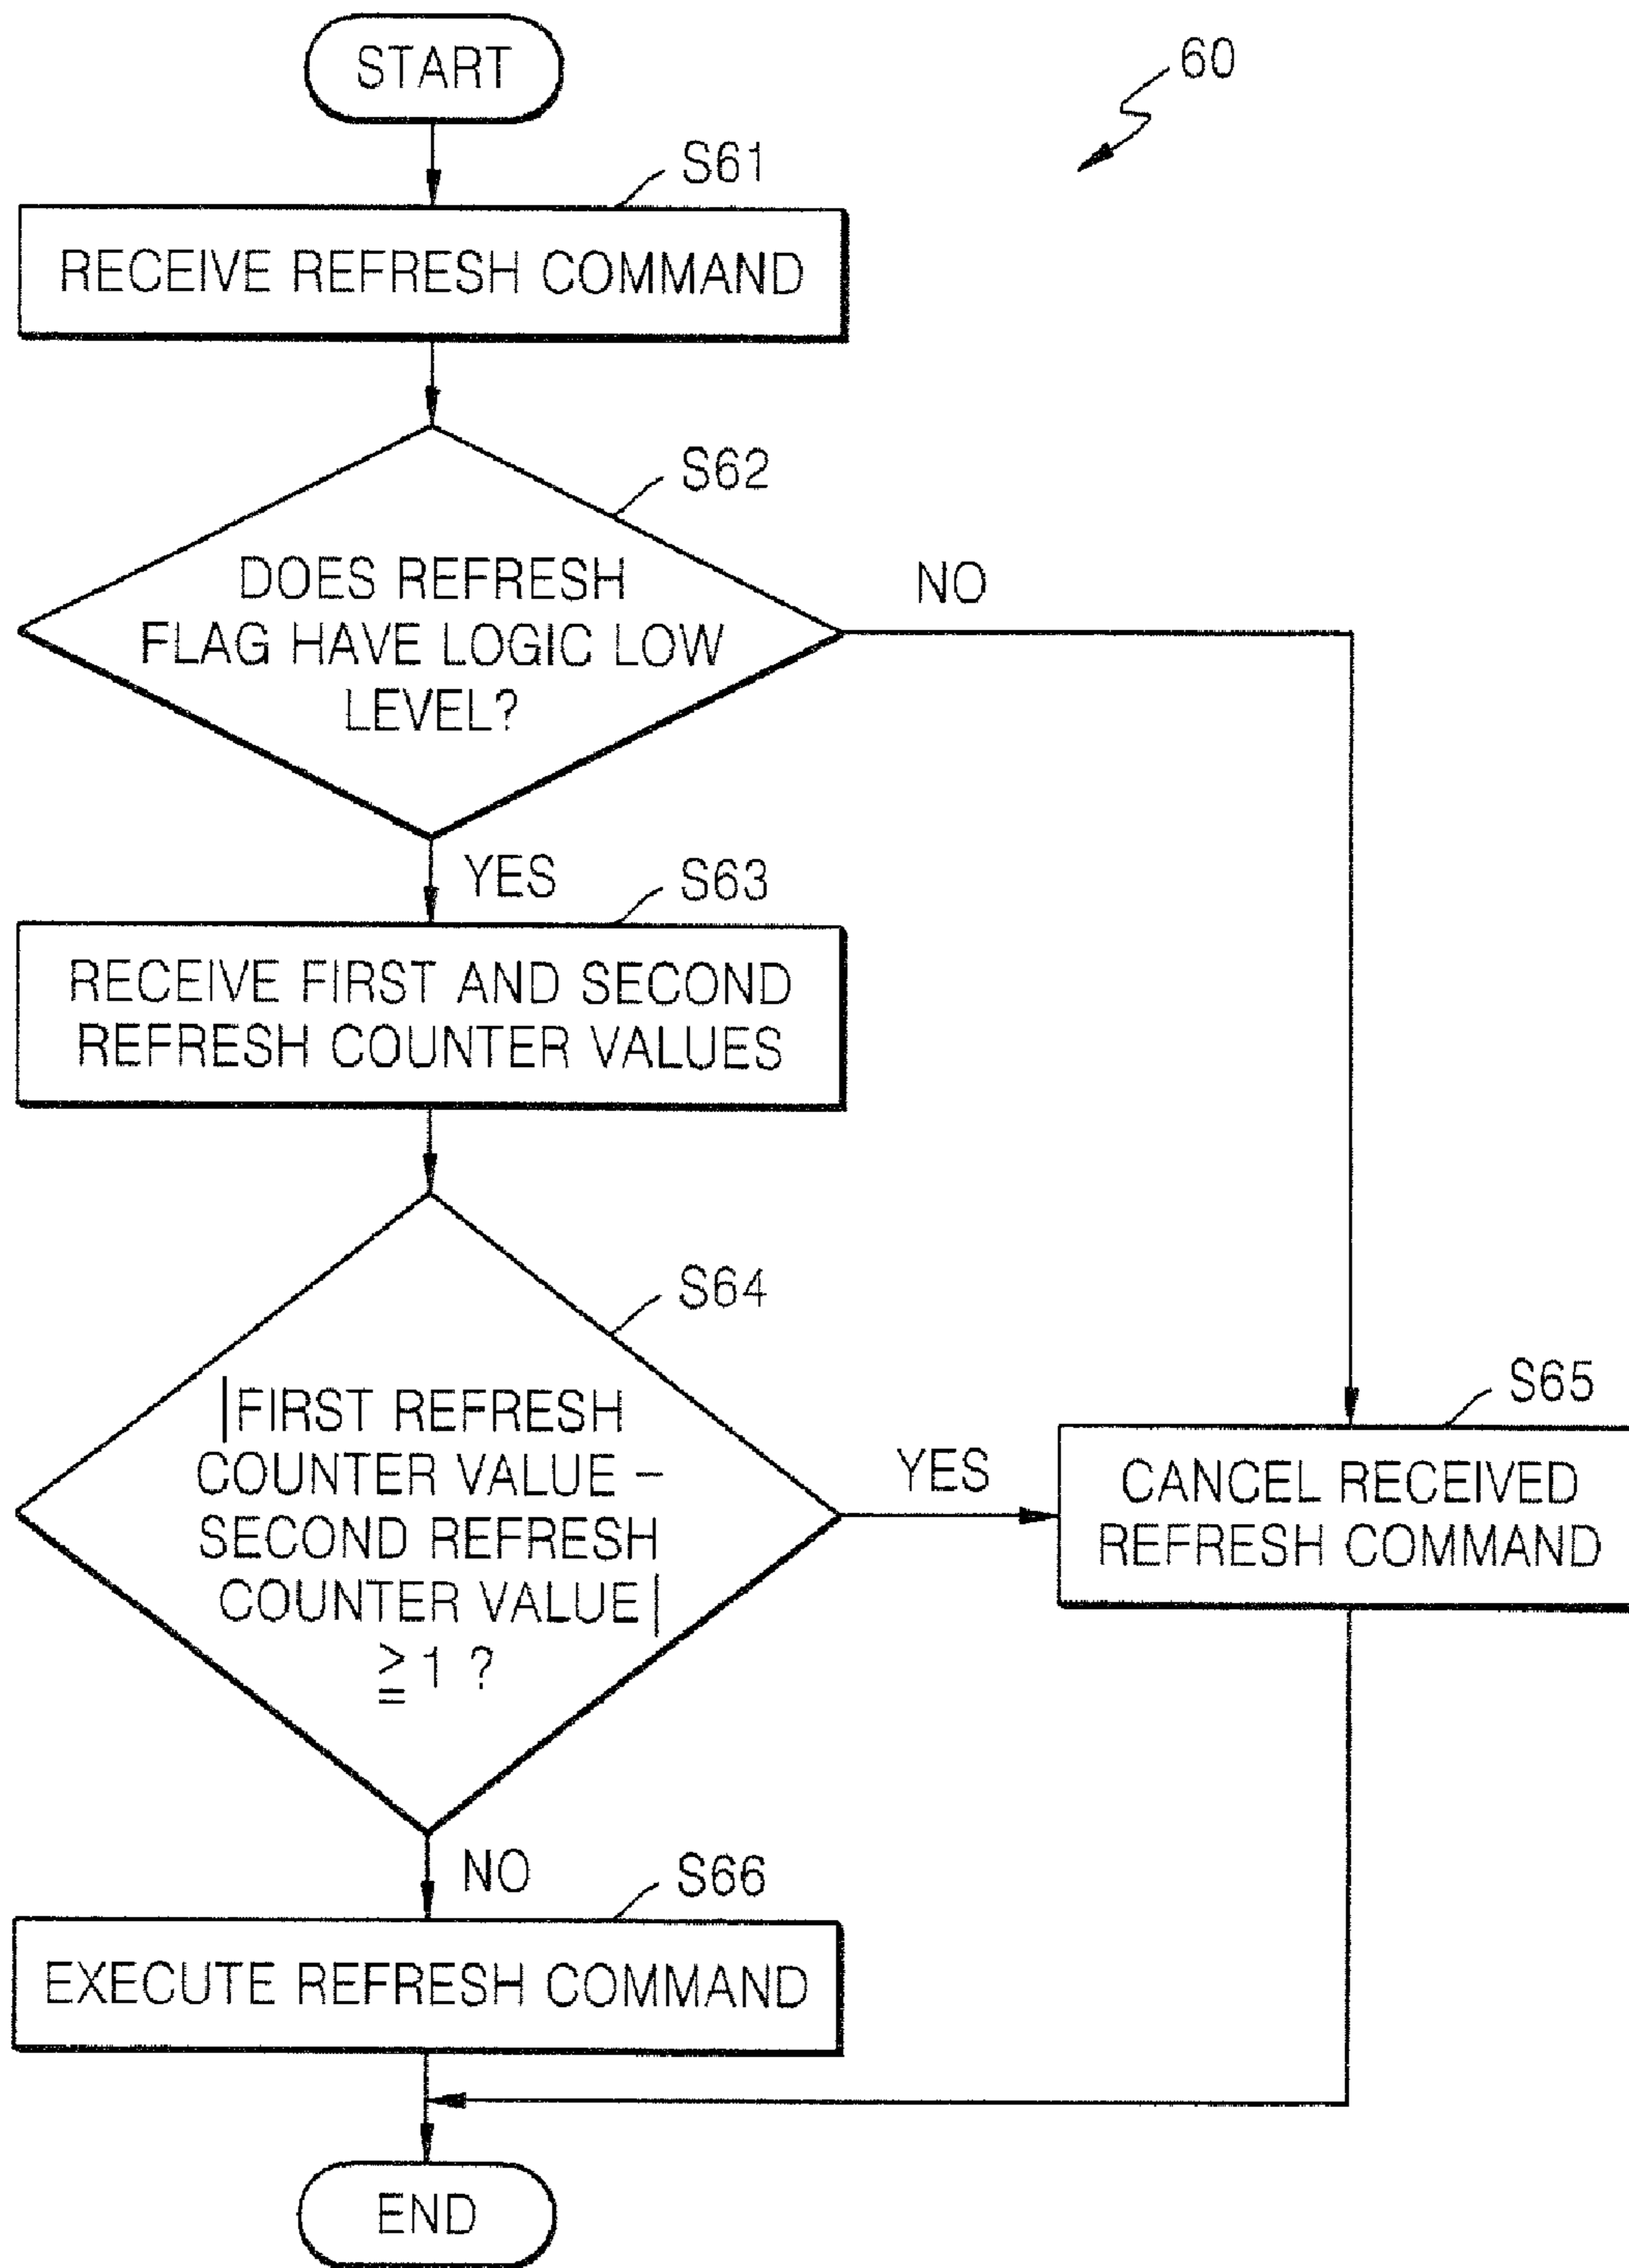 START
60
S61
RECEIVE REFRESH COMMAND
S62
DOES REFRESH
FLAG HAVE LOGIC LOW
LEVEL?
NO
YES
S63
RECEIVE FIRST AND SECOND
REFRESH COUNTER VALUES
S64
|FIRST REFRESH
COUNTER VALUE –
SECOND REFRESH
COUNTER VALUE|
≧ 1 ?
YES
S65
CANCEL RECEIVED
REFRESH COMMAND
NO
S66
EXECUTE REFRESH COMMAND
END